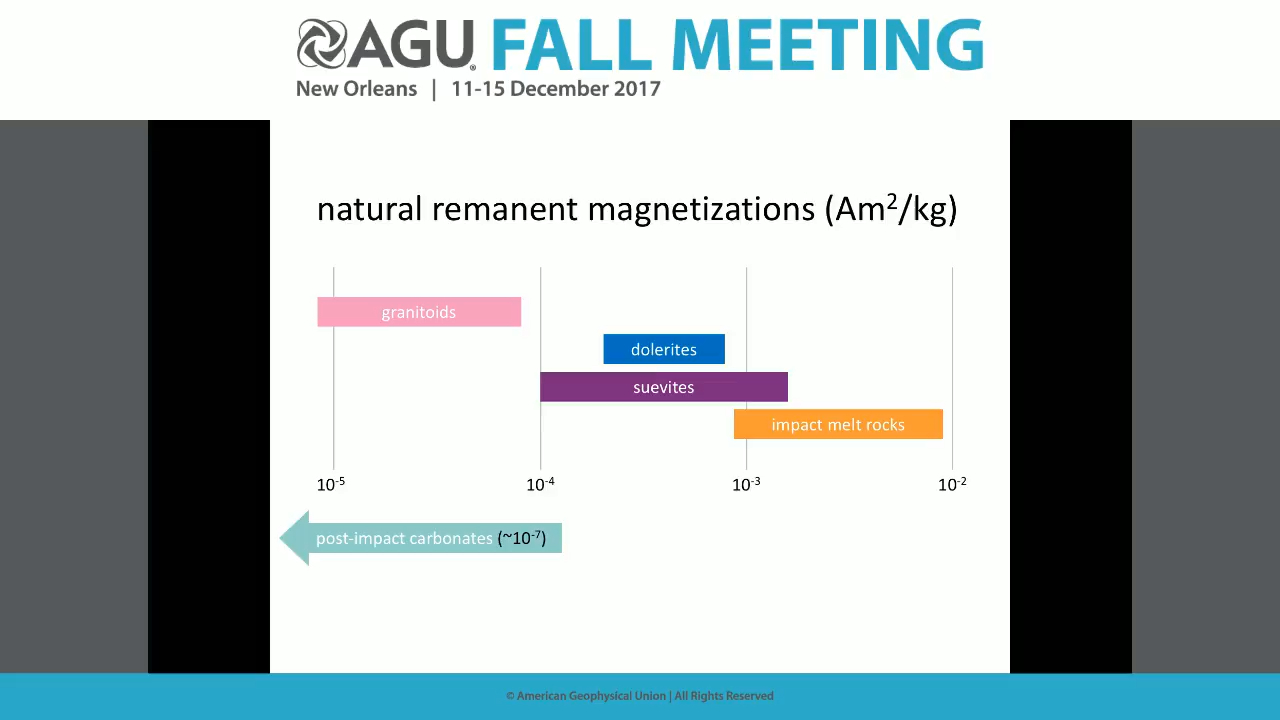 AGU FALL MEETING
New Orleans | 11-15 December 2017
natural remanent magnetizations (Am²/kg)
granitoids
dolerites
suevites
impact melt rocks
10⁻⁵ 10⁻⁴ 10⁻³ 10⁻²
post-impact carbonates (~10⁻⁷)
© American Geophysical Union | All Rights Reserved